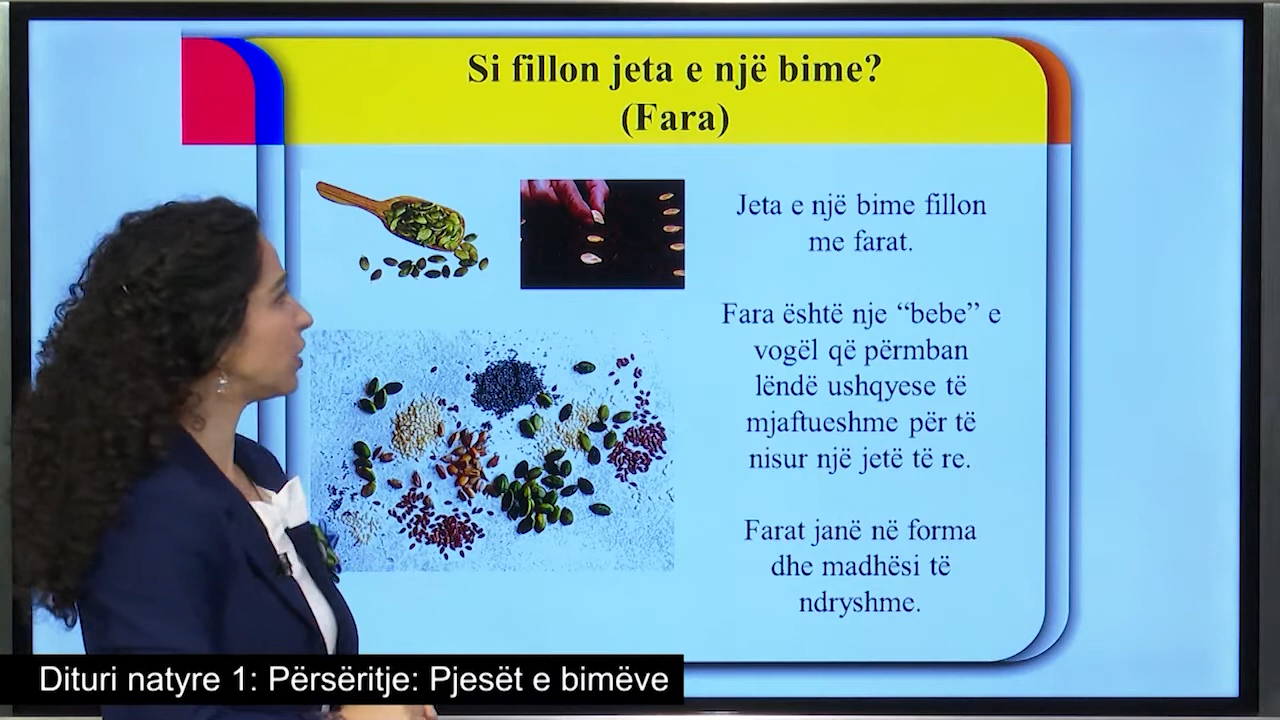 Si fillon jeta e një bime?
(Fara)
Jeta e një bime fillon
me farat.
Fara është nje “bebe” e
vogël që përmban
lëndë ushqyese të
mjaftueshme për të
nisur një jetë të re.
Farat janë në forma
dhe madhësi të
ndryshme.
Dituri natyre 1: Përsëritje: Pjesët e bimëve